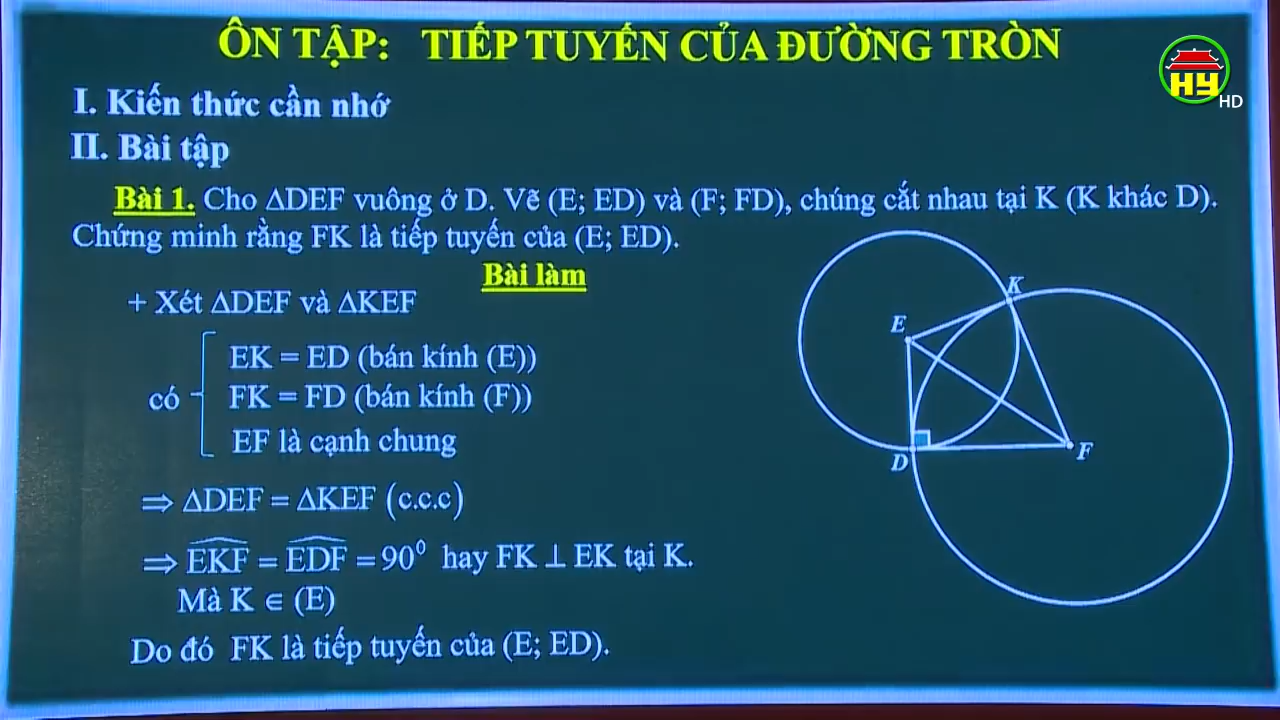 ÔN TẬP: TIẾP TUYẾN CỦA ĐƯỜNG TRÒN
HY
HD
I. Kiến thức cần nhớ
II. Bài tập
Bài 1. Cho ΔDEF vuông ở D. Vẽ (E; ED) và (F; FD), chúng cắt nhau tại K (K khác D).
Chứng minh rằng FK là tiếp tuyến của (E; ED).
Bài làm
+ Xét ΔDEF và ΔKEF
có
EK = ED (bán kính (E))
FK = FD (bán kính (F))
EF là cạnh chung
⇒ ΔDEF = ΔKEF (c.c.c)
⇒ EKF = EDF = 90⁰ hay FK ⊥ EK tại K.
Mà K ∈ (E)
Do đó FK là tiếp tuyến của (E; ED).
K
E
D
F